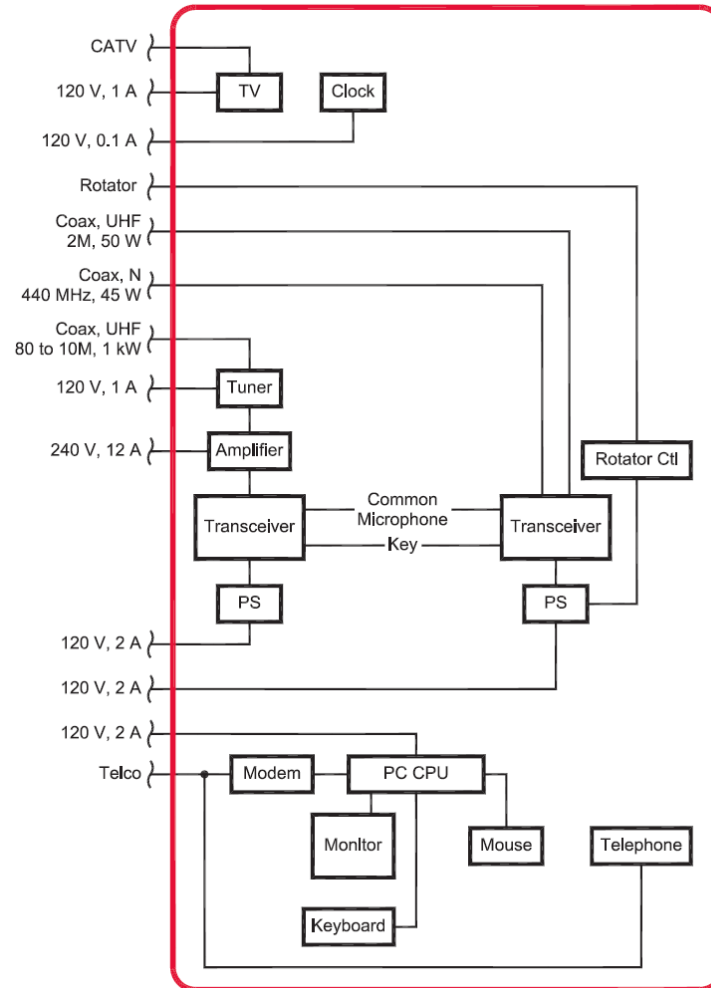 CATV
120 V, 1 A
TV
Clock
120 V, 0.1 A
Rotator
Coax, UHF
2M, 50 W
Coax, N
440 MHz, 45 W
Coax, UHF
80 to 10M, 1 kW
120 V, 1 A
Tuner
240 V, 12 A
Amplifier
Rotator Ctl
Transceiver
Common
Microphone
Key
Transceiver
PS
PS
120 V, 2 A
120 V, 2 A
120 V, 2 A
Telco
Modem
PC CPU
Monitor
Mouse
Telephone
Keyboard